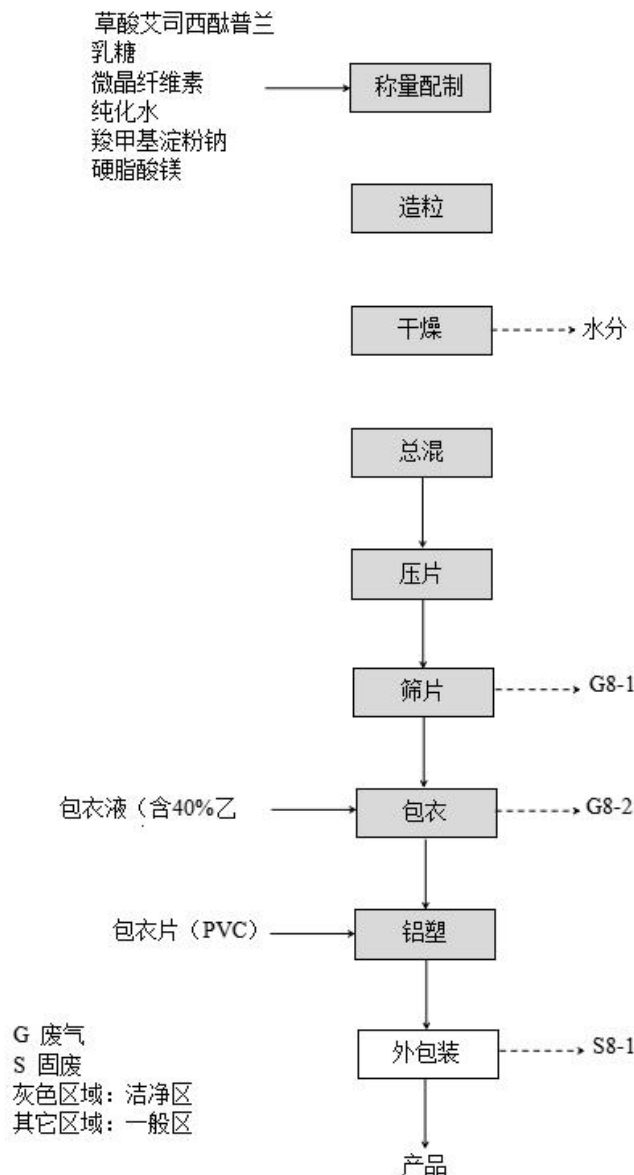 草酸艾司西酞普兰
乳糖
微晶纤维素
纯化水
羧甲基淀粉钠
硬脂酸镁
称量配制
造粒
干燥
水分
总混
压片
筛片
G8-1
包衣液（含40%乙
包衣
G8-2
包衣片（PVC）
铝塑
G 废气
S 固废
灰色区域：洁净区
其它区域：一般区
外包装
S8-1
产品